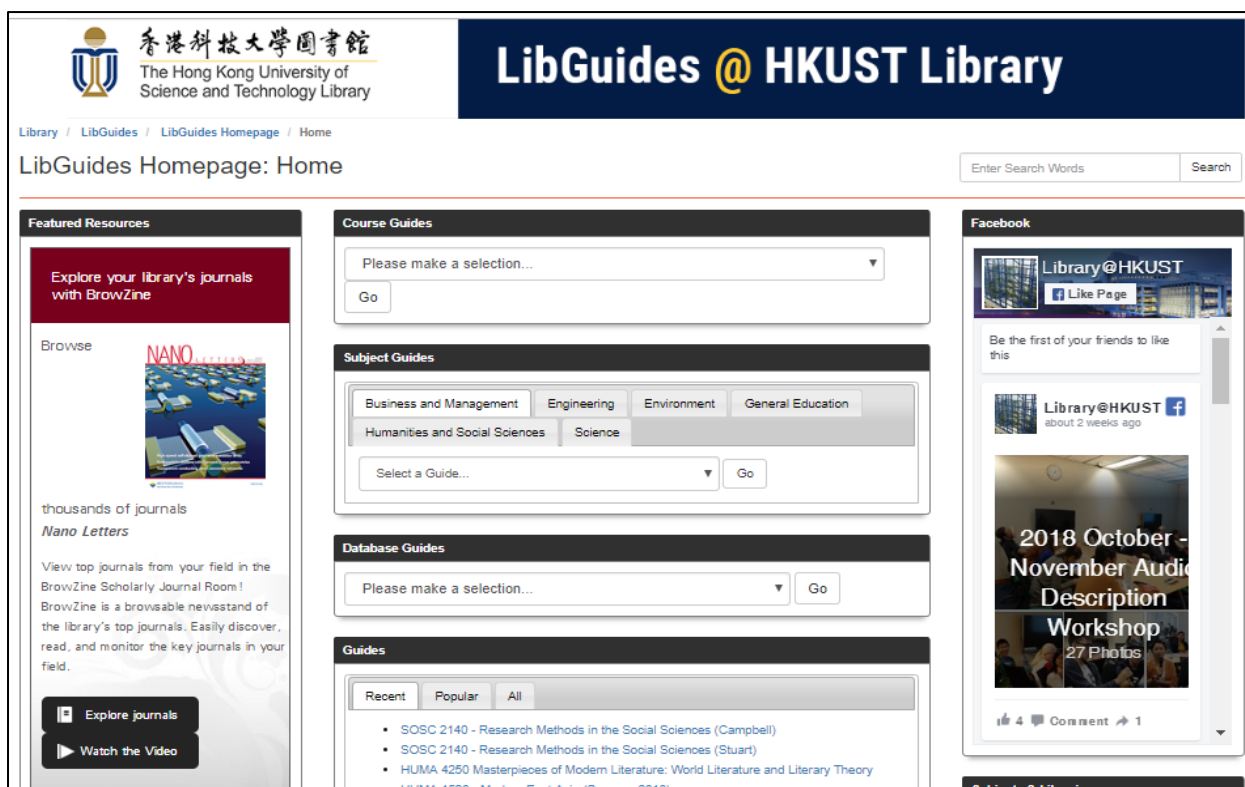 香港科技大學圖書館
The Hong Kong University of
Science and Technology Library
LibGuides @ HKUST Library
Library / LibGuides / LibGuides Homepage / Home
LibGuides Homepage: Home
Enter Search Words
Search
Featured Resources
Explore your library's journals
with BrowZine
Browse
NANO LETTERS
thousands of journals
Nano Letters
View top journals from your field in the
BrowZine Scholarly Journal Room!
BrowZine is a browsable newsstand of
the library's top journals. Easily discover,
read, and monitor the key journals in your
field.
Explore journals
Watch the Video
Course Guides
Please make a selection...
Go
Subject Guides
Business and Management Engineering Environment General Education
Humanities and Social Sciences Science
Select a Guide... Go
Database Guides
Please make a selection... Go
Guides
Recent Popular All
SOSC 2140 - Research Methods in the Social Sciences (Campbell)
SOSC 2140 - Research Methods in the Social Sciences (Stuart)
HUMA 4250 Masterpieces of Modern Literature: World Literature and Literary Theory
Facebook
Library@HKUST
Like Page
Be the first of your friends to like
this
Library@HKUST
about 2 weeks ago
2018 October -
November Audio
Description
Workshop
27 Photos
4 Comment 1